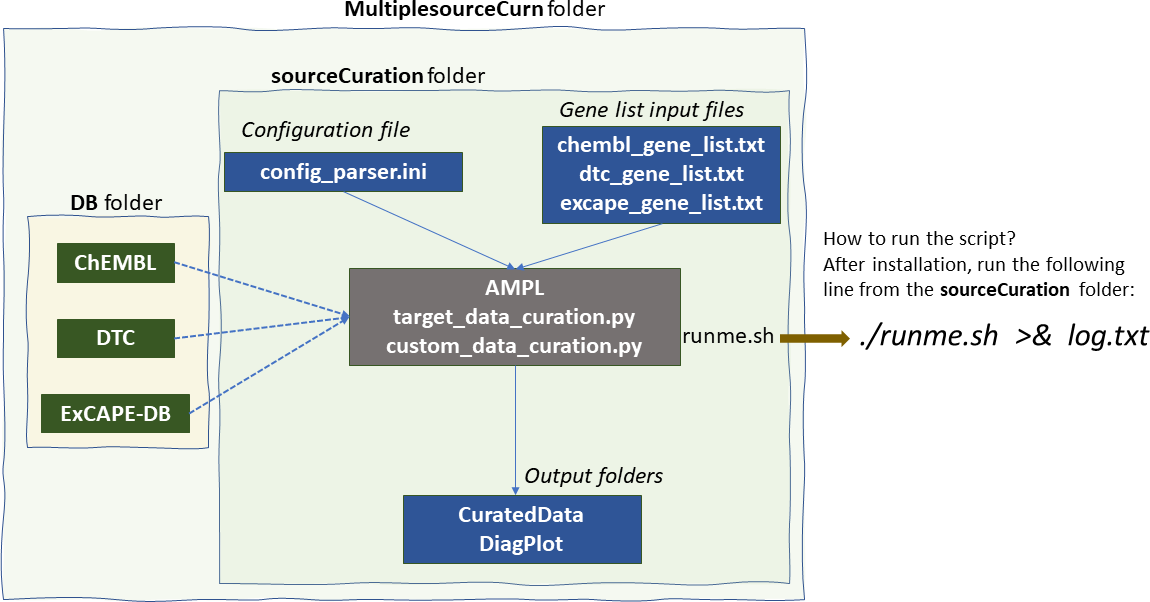 MultiplesourceCurn folder
sourceCuration folder
Configuration file
config_parser.ini
Gene list input files
chembl_gene_list.txt
dtc_gene_list.txt
excape_gene_list.txt
DB folder
ChEMBL
DTC
ExCAPE-DB
AMPL
target_data_curation.py
custom_data_curation.py
runme.sh
How to run the script?
After installation, run the following
line from the sourceCuration folder:
./runme.sh >& log.txt
Output folders
CuratedData
DiagPlot